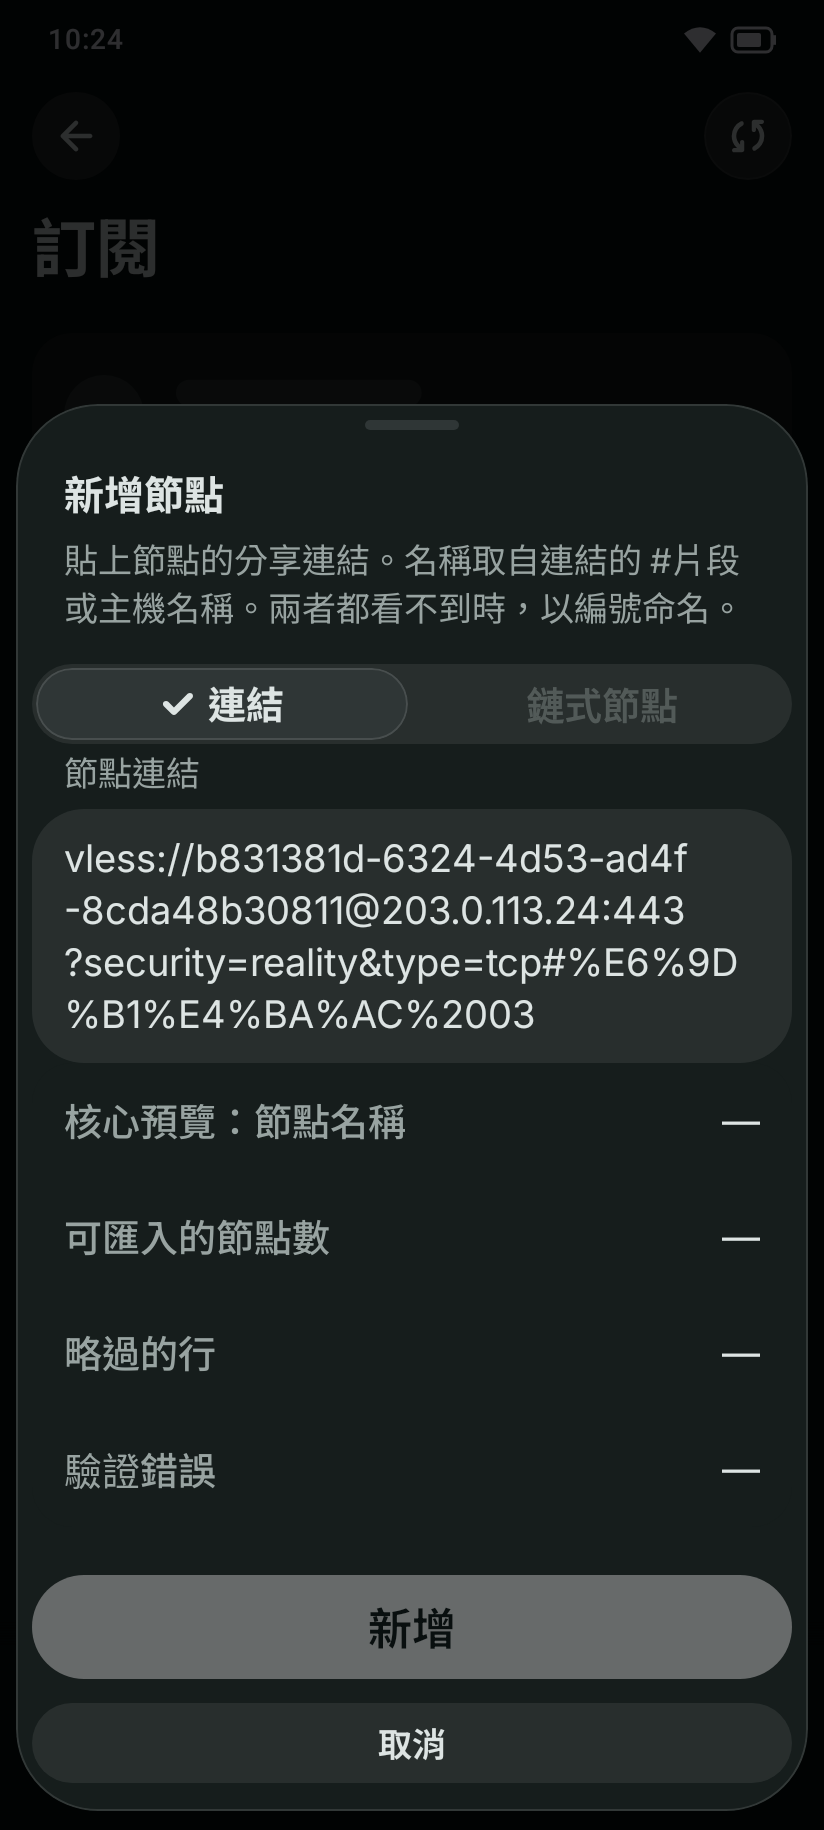 10:24
訂閱
新增節點
貼上節點的分享連結。名稱取自連結的 #片段
或主機名稱。兩者都看不到時，以編號命名。
連結
鏈式節點
節點連結
vless://b831381d-6324-4d53-ad4f
-8cda48b30811@203.0.113.24:443
?security=reality&type=tcp#%E6%9D
%B1%E4%BA%AC%2003
核心預覽：節點名稱 —
可匯入的節點數 —
略過的行 —
驗證錯誤 —
新增
取消